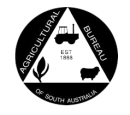 AGRICULTURAL BUREAU
EST
1888
OF SOUTH AUSTRALIA